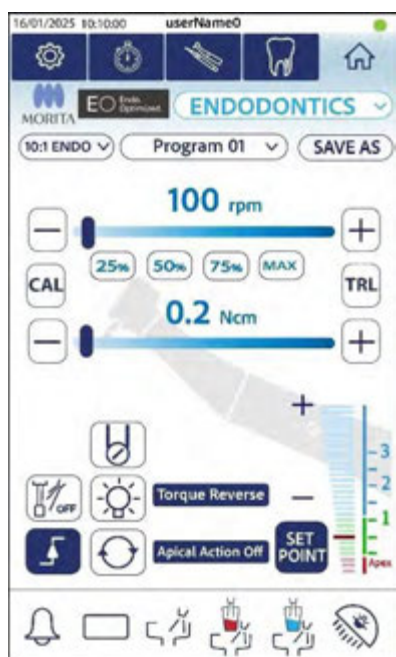 16/01/2025 10:10:00 userName0
MORITA EO Endo. Optimized. ENDODONTICS
10:1 ENDO Program 01 SAVE AS
100 rpm
25% 50% 75% MAX
CAL TRL
0.2 Ncm
+
3
OFF Torque Reverse 2
1
Apical Action Off SET POINT
Apex